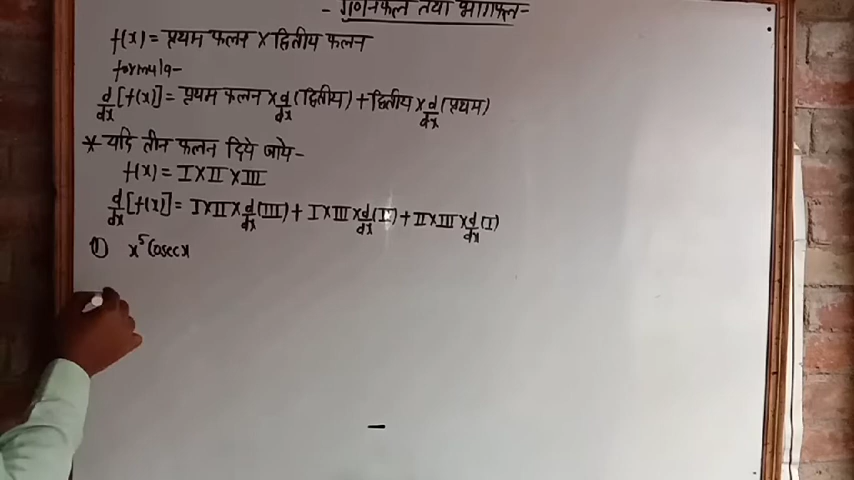 - गुणनफल तथा भागफल -
f(x) = प्रथम फलन × द्वितीय फलन
formula-
d/dx [f(x)] = प्रथम फलन × d/dx (द्वितीय) + द्वितीय × d/dx (प्रथम)
* यदि तीन फलन दिये जाये-
f(x) = I × II × III
d/dx [f(x)] = I × II × d/dx (III) + I × III × d/dx (II) + II × III × d/dx (I)
① x⁵ Cosec x